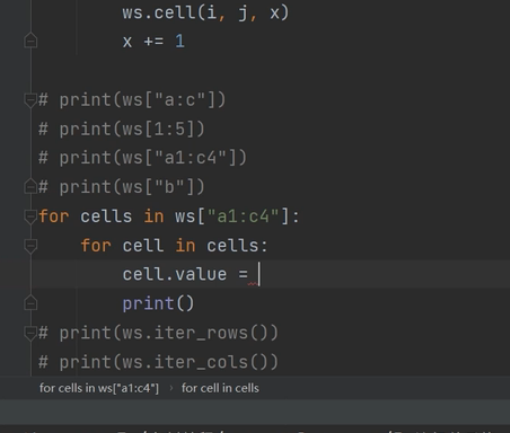 ws.cell(i, j, x)
x += 1
# print(ws["a:c"])
# print(ws[1:5])
# print(ws["a1:c4"])
# print(ws["b"])
for cells in ws["a1:c4"]:
for cell in cells:
cell.value =
print()
# print(ws.iter_rows())
# print(ws.iter_cols())
for cells in ws["a1:c4"] › for cell in cells